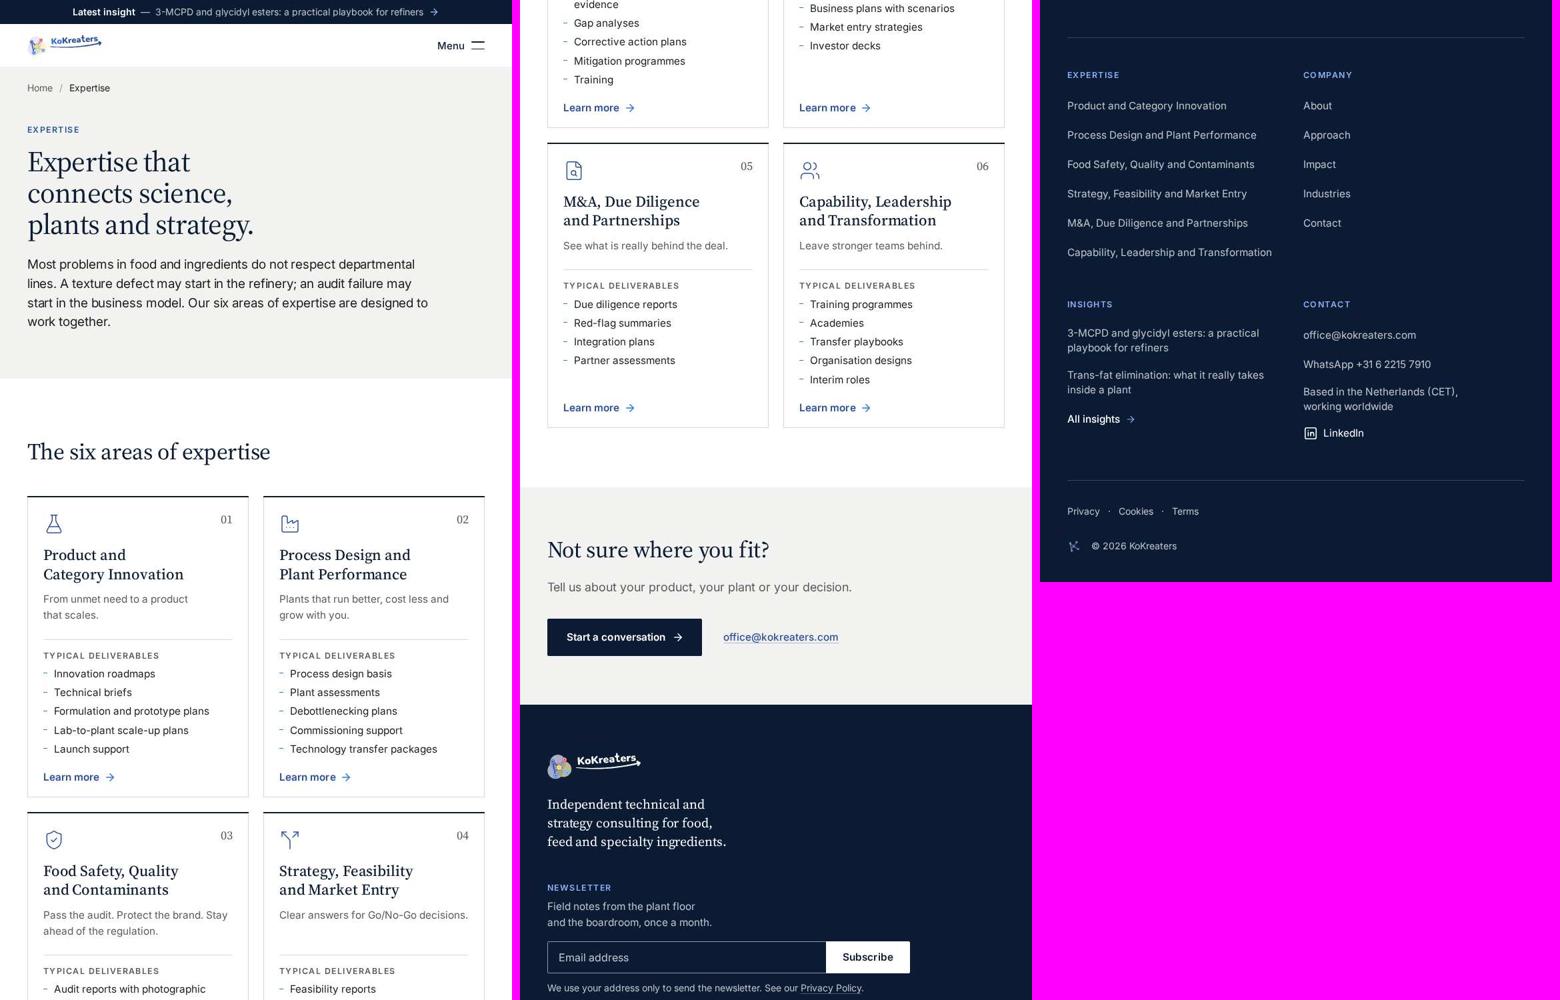 Latest insight — 3-MCPD and glycidyl esters: a practical playbook for refiners →
KoKreaters
Menu
Home / Expertise
EXPERTISE
Expertise that
connects science,
plants and strategy.
Most problems in food and ingredients do not respect departmental
lines. A texture defect may start in the refinery; an audit failure may
start in the business model. Our six areas of expertise are designed to
work together.
The six areas of expertise
01
Product and
Category Innovation
From unmet need to a product
that scales.
TYPICAL DELIVERABLES
– Innovation roadmaps
– Technical briefs
– Formulation and prototype plans
– Lab-to-plant scale-up plans
– Launch support
Learn more →
02
Process Design and
Plant Performance
Plants that run better, cost less and
grow with you.
TYPICAL DELIVERABLES
– Process design basis
– Plant assessments
– Debottlenecking plans
– Commissioning support
– Technology transfer packages
Learn more →
03
Food Safety, Quality
and Contaminants
Pass the audit. Protect the brand. Stay
ahead of the regulation.
TYPICAL DELIVERABLES
– Audit reports with photographic
04
Strategy, Feasibility
and Market Entry
Clear answers for Go/No-Go decisions.
TYPICAL DELIVERABLES
– Feasibility reports
evidence
– Gap analyses
– Corrective action plans
– Mitigation programmes
– Training
Learn more →
– Business plans with scenarios
– Market entry strategies
– Investor decks
Learn more →
05
M&A, Due Diligence
and Partnerships
See what is really behind the deal.
TYPICAL DELIVERABLES
– Due diligence reports
– Red-flag summaries
– Integration plans
– Partner assessments
Learn more →
06
Capability, Leadership
and Transformation
Leave stronger teams behind.
TYPICAL DELIVERABLES
– Training programmes
– Academies
– Transfer playbooks
– Organisation designs
– Interim roles
Learn more →
Not sure where you fit?
Tell us about your product, your plant or your decision.
Start a conversation →
office@kokreaters.com
KoKreaters
Independent technical and
strategy consulting for food,
feed and specialty ingredients.
NEWSLETTER
Field notes from the plant floor
and the boardroom, once a month.
Email address
Subscribe
We use your address only to send the newsletter. See our Privacy Policy.
EXPERTISE
Product and Category Innovation
Process Design and Plant Performance
Food Safety, Quality and Contaminants
Strategy, Feasibility and Market Entry
M&A, Due Diligence and Partnerships
Capability, Leadership and Transformation
COMPANY
About
Approach
Impact
Industries
Contact
INSIGHTS
3-MCPD and glycidyl esters: a practical
playbook for refiners
Trans-fat elimination: what it really takes
inside a plant
All insights →
CONTACT
office@kokreaters.com
WhatsApp +31 6 2215 7910
Based in the Netherlands (CET),
working worldwide
LinkedIn
Privacy · Cookies · Terms
© 2026 KoKreaters